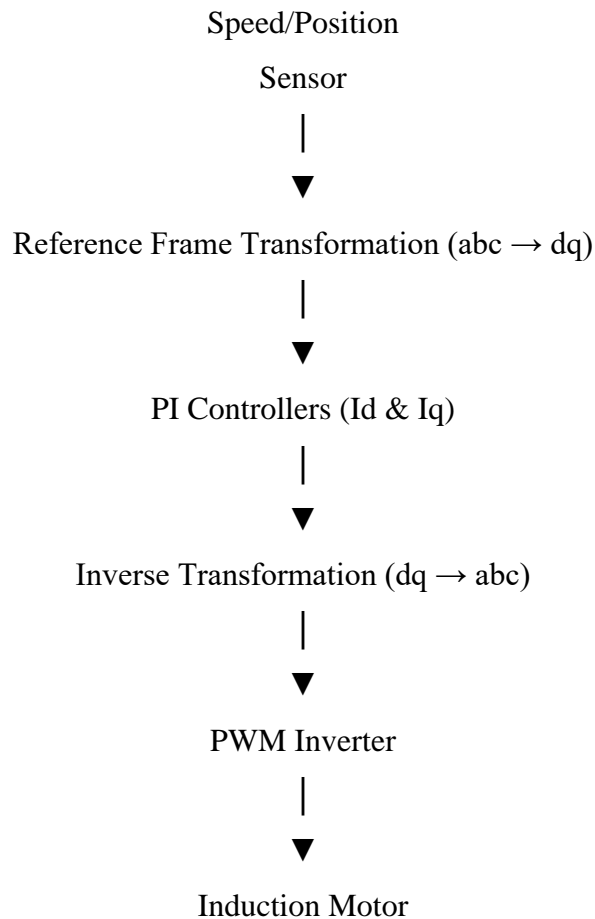 Speed/Position
Sensor
Reference Frame Transformation (abc → dq)
PI Controllers (Id & Iq)
Inverse Transformation (dq → abc)
PWM Inverter
Induction Motor